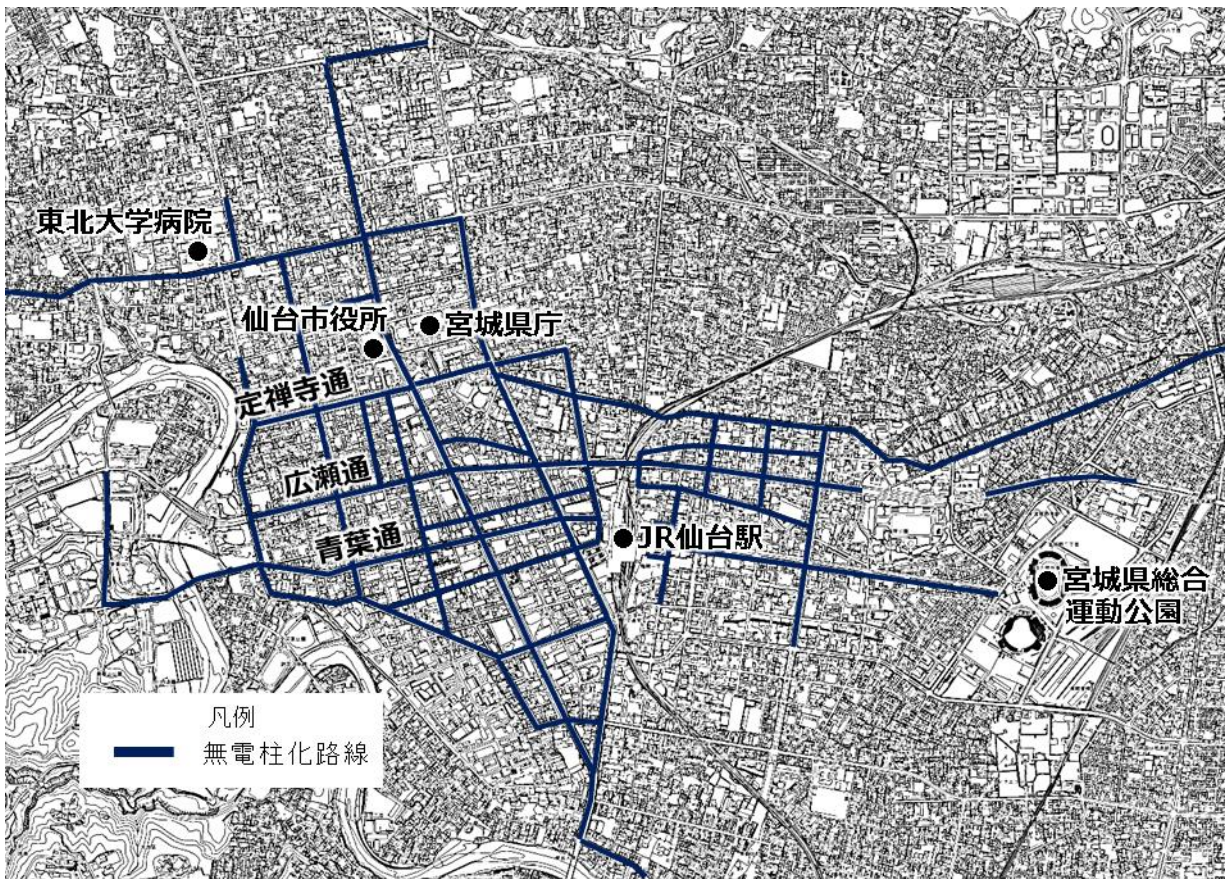 東北大学病院
仙台市役所
宮城県庁
定禅寺通
広瀬通
青葉通
JR仙台駅
宮城県総合
運動公園
凡例
無電柱化路線